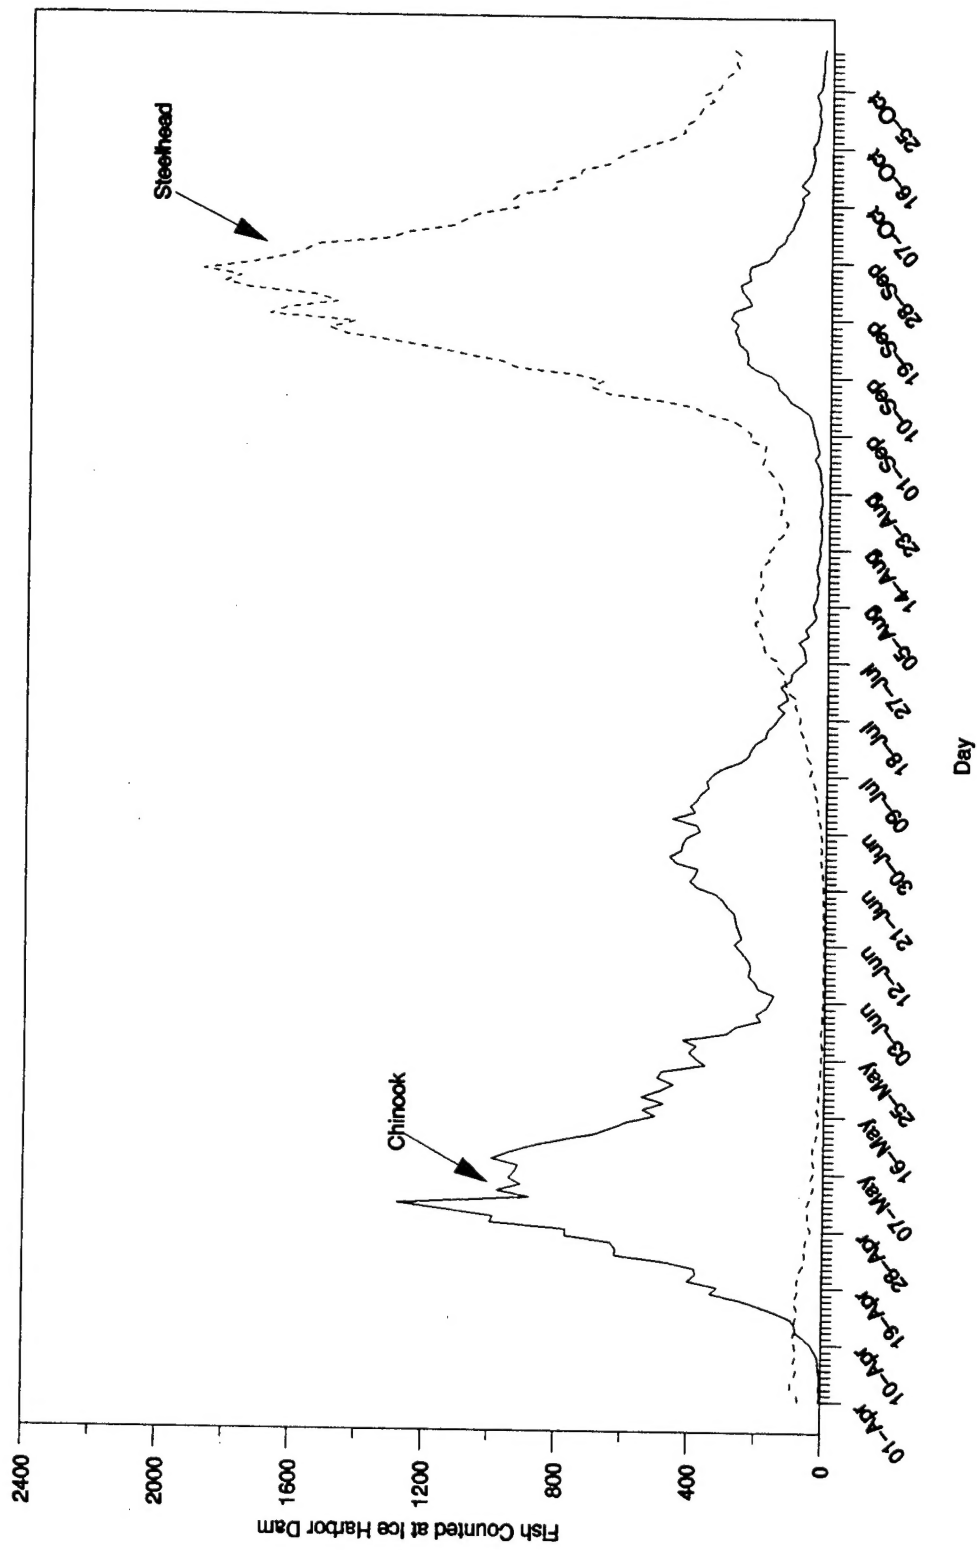 Fish Counted at Ice Harbor Dam
2400
2000
1600
1200
800
400
0
Chinook
Steelhead
01-Apr
10-Apr
19-Apr
28-Apr
07-May
16-May
25-May
03-Jun
12-Jun
21-Jun
30-Jun
09-Jul
18-Jul
27-Jul
05-Aug
14-Aug
23-Aug
01-Sep
10-Sep
19-Sep
28-Sep
07-Oct
16-Oct
25-Oct
Day